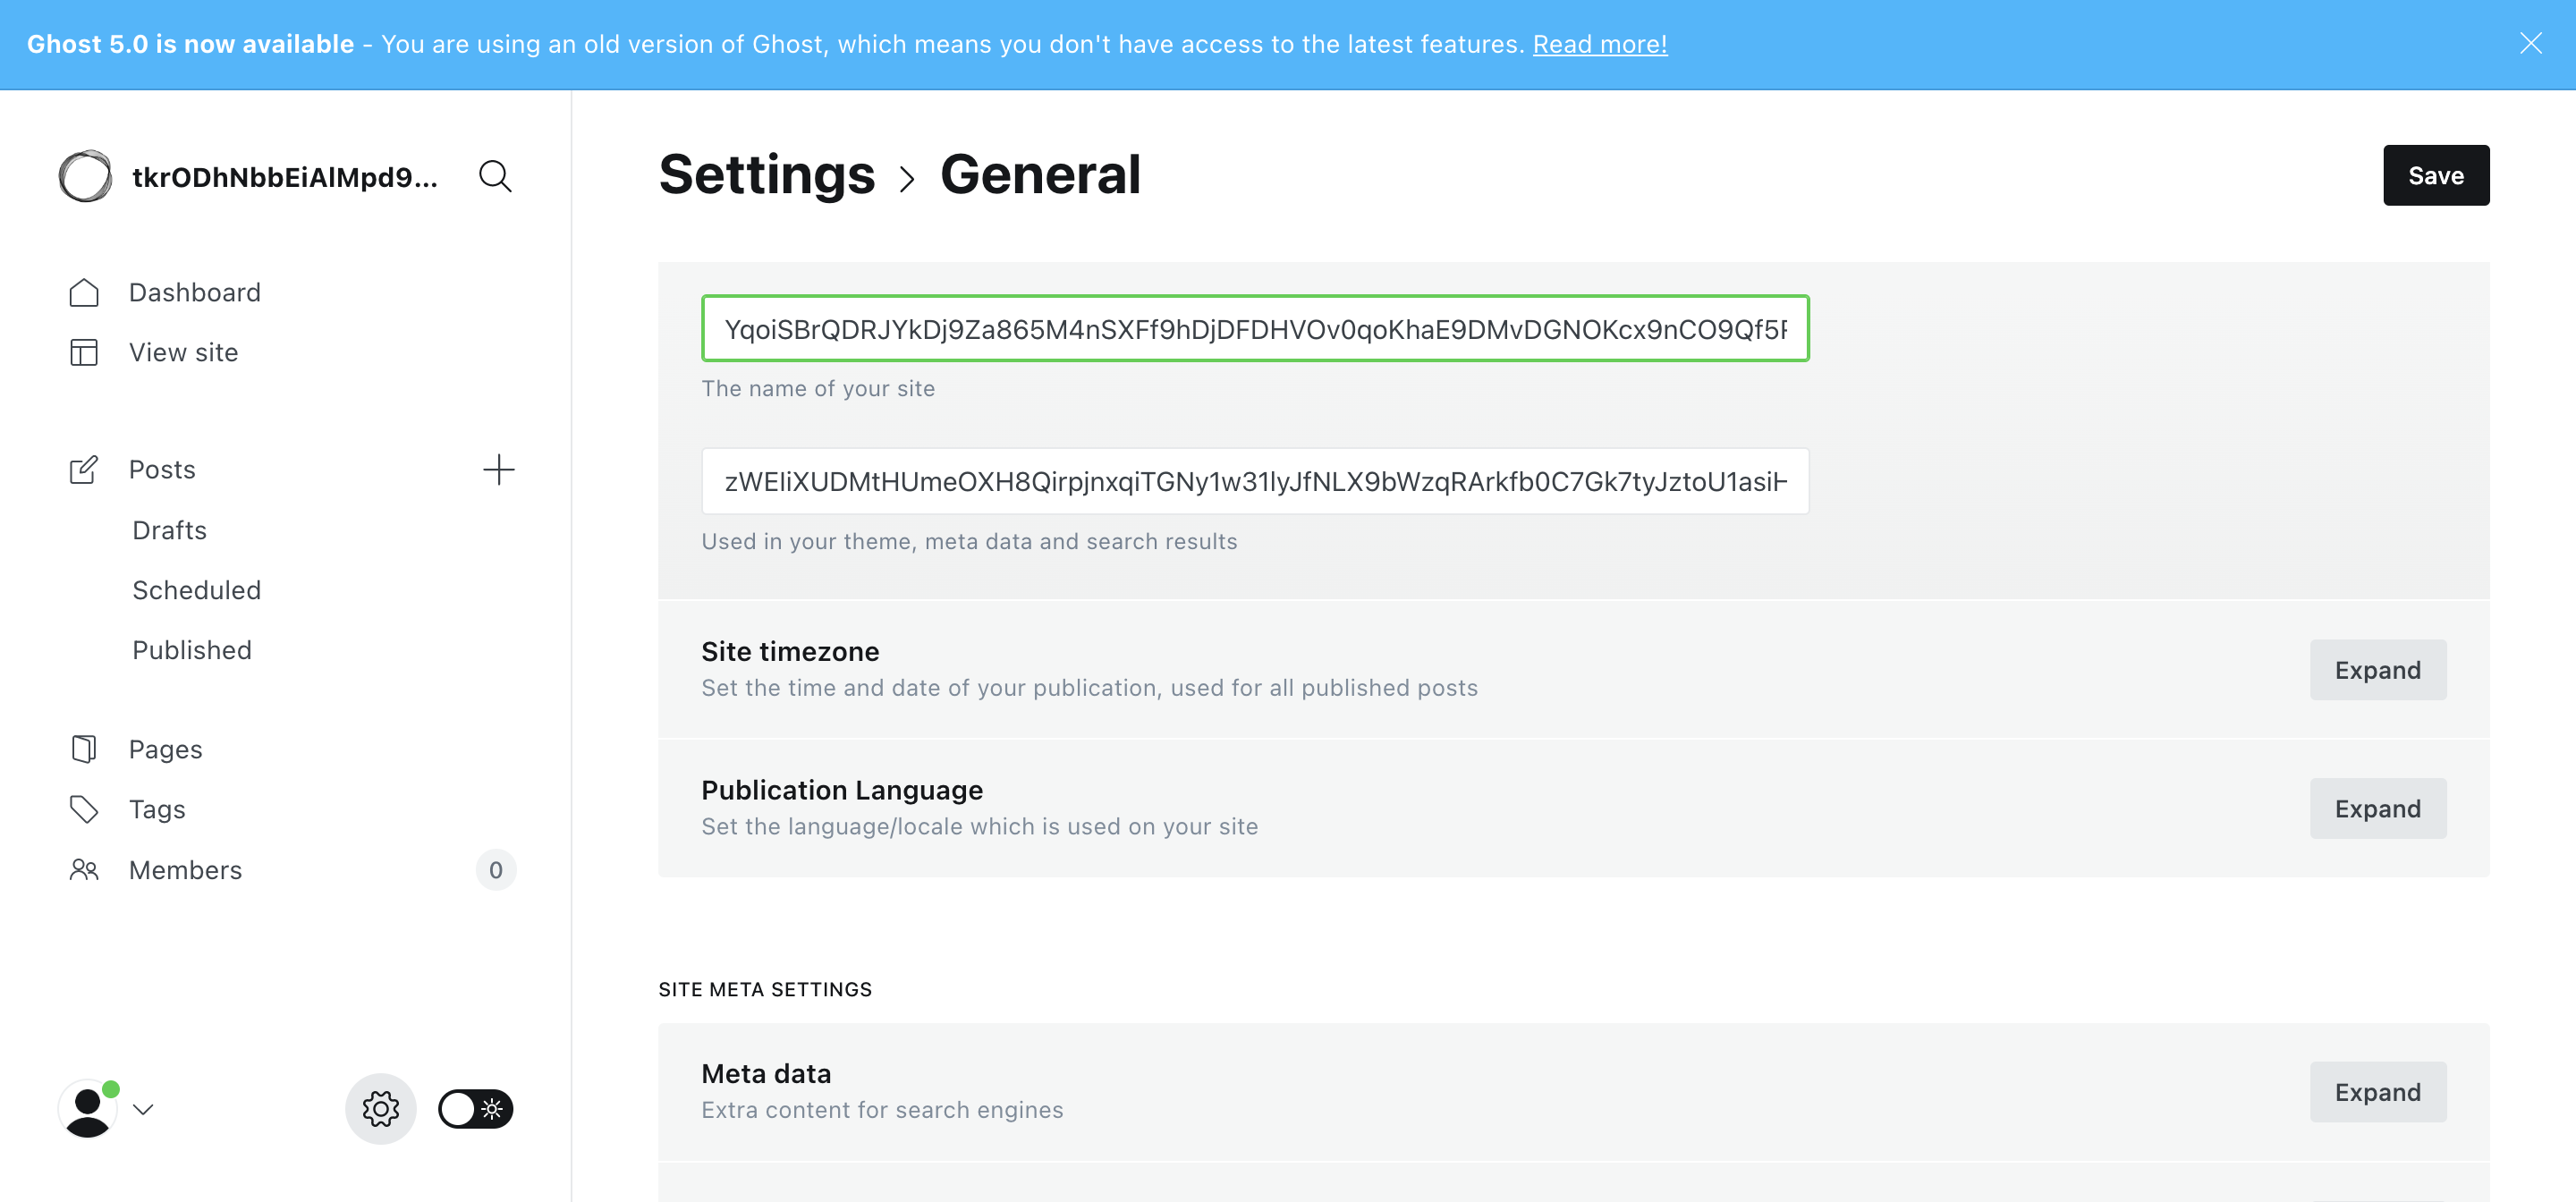 Ghost 5.0 is now available - You are using an old version of Ghost, which means you don't have access to the latest features. Read more!
tkrODhNbbEiAlMpd9...
Dashboard
View site
Posts
Drafts
Scheduled
Published
Pages
Tags
Members 0
Settings > General
Save
YqoiSBrQDRJYkDj9Za865M4nSXFf9hDjDFDHVOv0qoKhaE9DMvDGNOKcx9nCO9Qf5F
The name of your site
zWEIiXUDMtHUmeOXH8QirpjnxqiTGNy1w31lyJfNLX9bWzqRArkfb0C7Gk7tyJztoU1asiH
Used in your theme, meta data and search results
Site timezone
Set the time and date of your publication, used for all published posts
Expand
Publication Language
Set the language/locale which is used on your site
Expand
SITE META SETTINGS
Meta data
Extra content for search engines
Expand